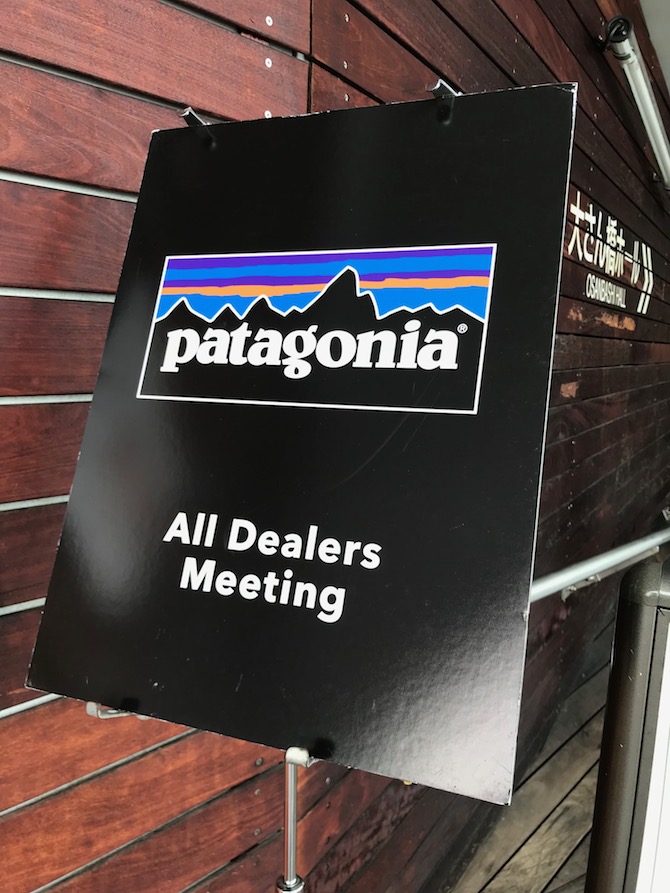 patagonia®
All Dealers
Meeting
大さん橋ホール 》
OSANBASHI HALL